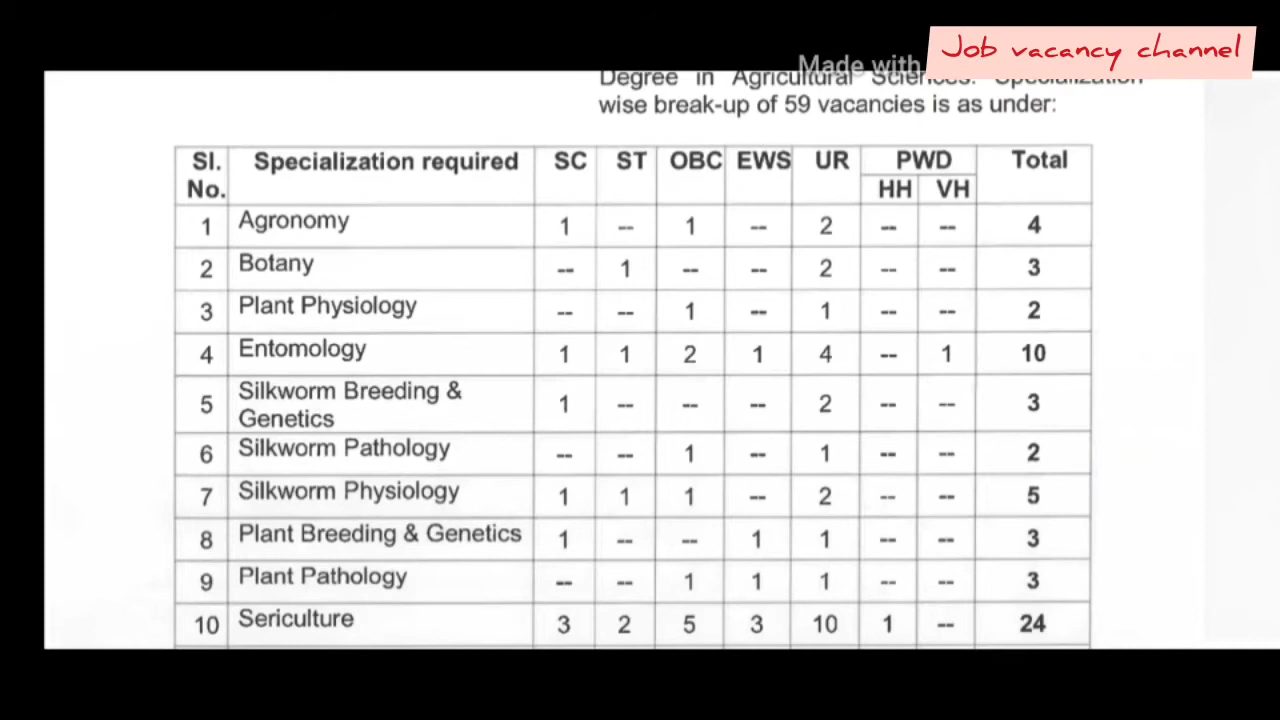 Job vacancy channel
Made with
Degree in Agricultural Sciences. Specialization
wise break-up of 59 vacancies is as under:
Sl. No. Specialization required SC ST OBC EWS UR PWD HH VH Total
1 Agronomy 1 -- 1 -- 2 -- -- 4
2 Botany -- 1 -- -- 2 -- -- 3
3 Plant Physiology -- -- 1 -- 1 -- -- 2
4 Entomology 1 1 2 1 4 -- 1 10
5 Silkworm Breeding & Genetics 1 -- -- -- 2 -- -- 3
6 Silkworm Pathology -- -- 1 -- 1 -- -- 2
7 Silkworm Physiology 1 1 1 -- 2 -- -- 5
8 Plant Breeding & Genetics 1 -- -- 1 1 -- -- 3
9 Plant Pathology -- -- 1 1 1 -- -- 3
10 Sericulture 3 2 5 3 10 1 -- 24